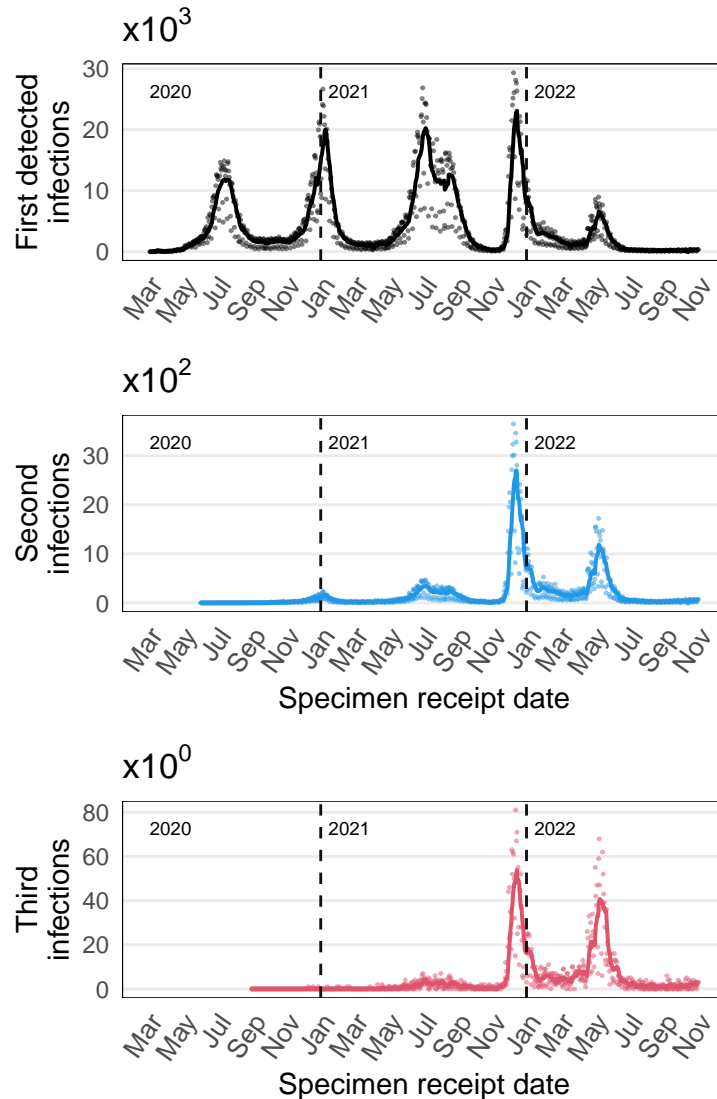 x10^3
First detected
infections
30
20
10
0
2020
2021
2022
Mar May Jul Sep Nov Jan Mar May Jul Sep Nov Jan Mar May Jul Sep Nov
x10^2
Second
infections
30
20
10
0
2020
2021
2022
Mar May Jul Sep Nov Jan Mar May Jul Sep Nov Jan Mar May Jul Sep Nov
Specimen receipt date
x10^0
Third
infections
80
60
40
20
0
2020
2021
2022
Mar May Jul Sep Nov Jan Mar May Jul Sep Nov Jan Mar May Jul Sep Nov
Specimen receipt date